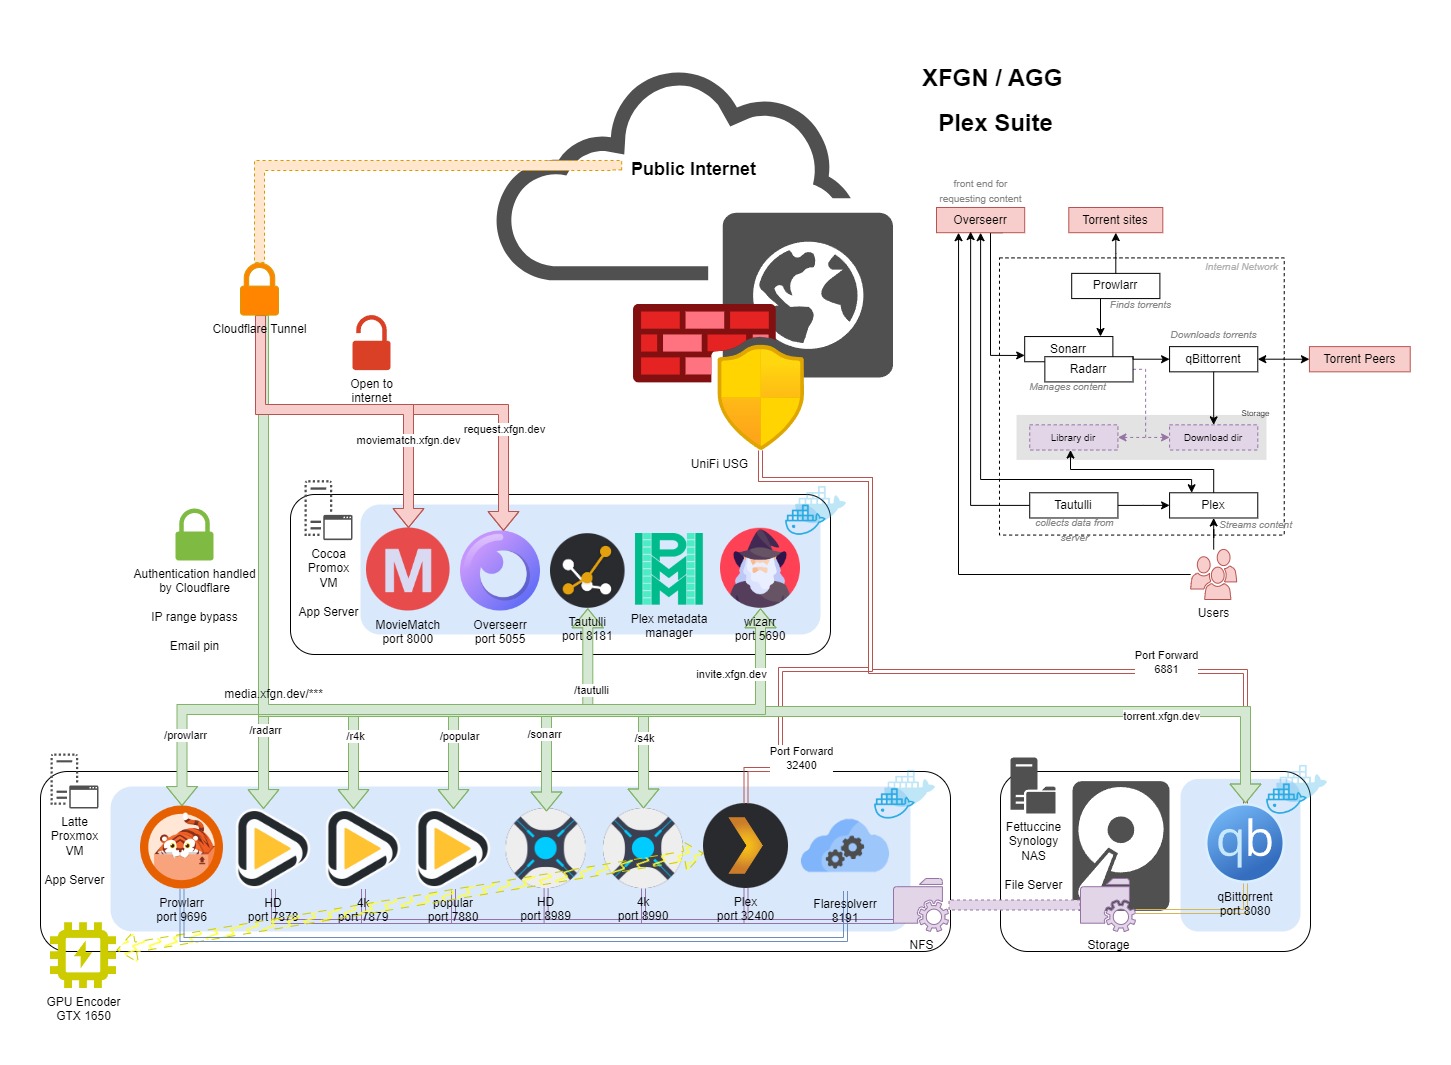 XFGN / AGG
Plex Suite
Public Internet
front end for
requesting content
Overseerr
Torrent sites
Internal Network
Prowlarr
Finds torrents
Sonarr
Radarr
Manages content
Downloads torrents
qBittorrent
Torrent Peers
Storage
Library dir
Download dir
Tautulli
collects data from
server
Plex
Streams content
Users
Cloudflare Tunnel
Open to
internet
moviematch.xfgn.dev
request.xfgn.dev
UniFi USG
Authentication handled
by Cloudflare
IP range bypass
Email pin
Cocoa
Promox
VM
App Server
M
MovieMatch
port 8000
Overseerr
port 5055
Tautulli
port 8181
PMM
Plex metadata
manager
wizarr
port 5690
Port Forward
6881
invite.xfgn.dev
/tautulli
media.xfgn.dev/***
torrent.xfgn.dev
/prowlarr
/radarr
/r4k
/popular
/sonarr
/s4k
Port Forward
32400
Latte
Proxmox
VM
App Server
Prowlarr
port 9696
HD
port 7878
4k
port 7879
popular
port 7880
HD
port 8989
4k
port 8990
Plex
port 32400
Flaresolverr
8191
NFS
Fettuccine
Synology
NAS
File Server
Storage
qb
qBittorrent
port 8080
GPU Encoder
GTX 1650